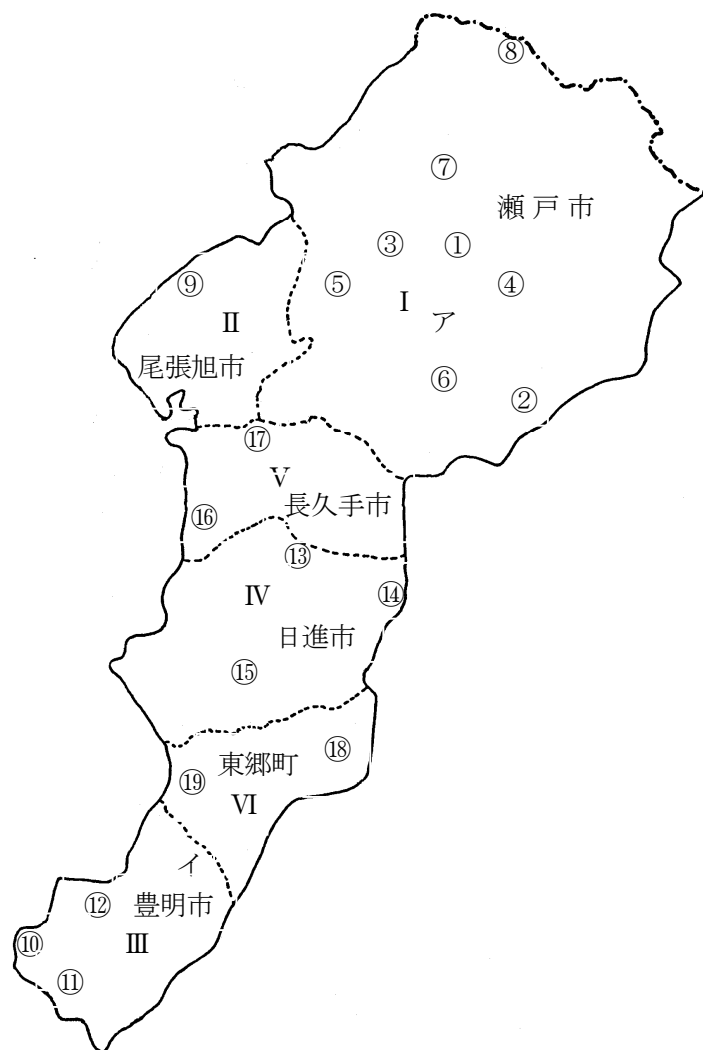 ⑧
⑦
瀬戸市
③ ① 
⑤ ④
⑨
Ⅰ ア
Ⅱ
尾張旭市
⑥ ②
⑰
Ⅴ
長久手市
⑯
⑬
Ⅳ ⑭
日進市
⑮
東郷町 ⑱
⑲ Ⅵ
イ
⑫ 豊明市
⑩ Ⅲ
⑪